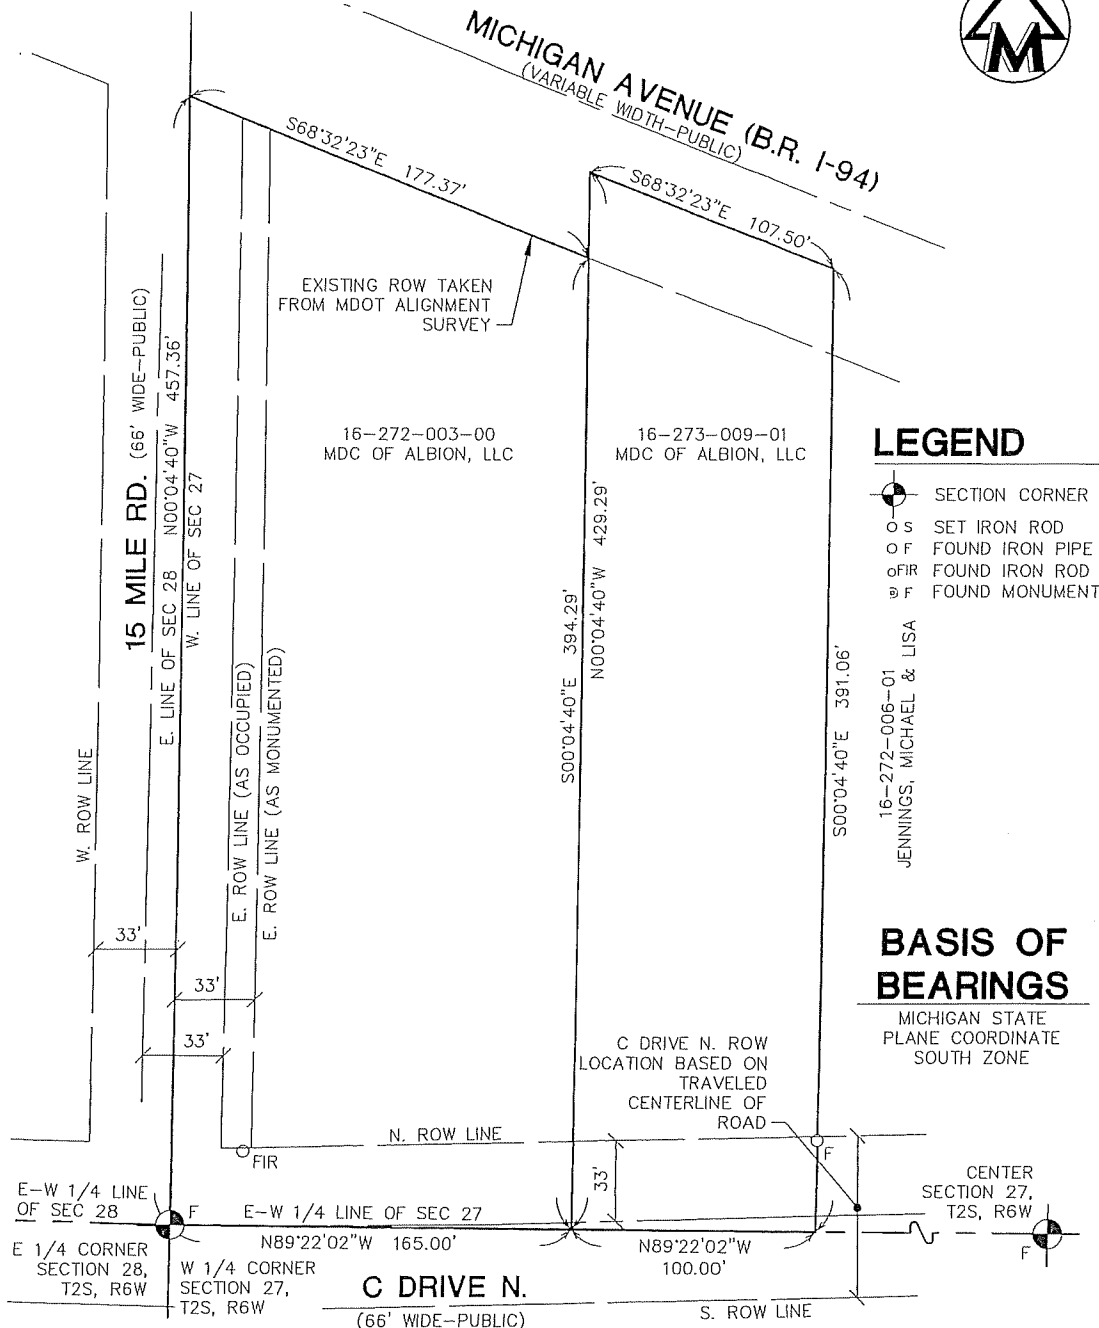 M
MICHIGAN AVENUE (B.R. I-94)
(VARIABLE WIDTH-PUBLIC)
S68°32'23"E 177.37'
S68°32'23"E 107.50'
EXISTING ROW TAKEN
FROM MDOT ALIGNMENT
SURVEY
15 MILE RD. (66' WIDE-PUBLIC)
E. LINE OF SEC 28 N00°04'40"W 457.36'
W. LINE OF SEC 27
16-272-003-00
MDC OF ALBION, LLC
16-273-009-01
MDC OF ALBION, LLC
S00°04'40"E 394.29'
N00°04'40"W 429.29'
S00°04'40"E 391.06'
W. ROW LINE
E. ROW LINE (AS OCCUPIED)
E. ROW LINE (AS MONUMENTED)
LEGEND
SECTION CORNER
S SET IRON ROD
F FOUND IRON PIPE
FIR FOUND IRON ROD
F FOUND MONUMENT
16-272-006-01
JENNINGS, MICHAEL & LISA
BASIS OF
BEARINGS
MICHIGAN STATE
PLANE COORDINATE
SOUTH ZONE
33'
33'
33'
C DRIVE N. ROW
LOCATION BASED ON
TRAVELED
CENTERLINE OF
ROAD
N. ROW LINE
FIR
F
33'
E-W 1/4 LINE
OF SEC 28
F
E-W 1/4 LINE OF SEC 27
CENTER
SECTION 27,
T2S, R6W
F
N89°22'02"W 165.00'
N89°22'02"W
100.00'
E 1/4 CORNER
SECTION 28,
T2S, R6W
W 1/4 CORNER
SECTION 27,
T2S, R6W
C DRIVE N.
(66' WIDE-PUBLIC)
S. ROW LINE